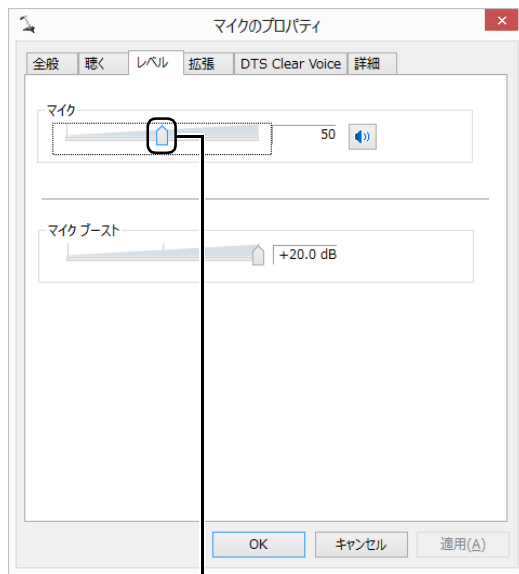 マイクのプロパティ
全般 聴く レベル 拡張 DTS Clear Voice 詳細
マイク
50
マイク ブースト
+20.0 dB
OK キャンセル 適用(A)